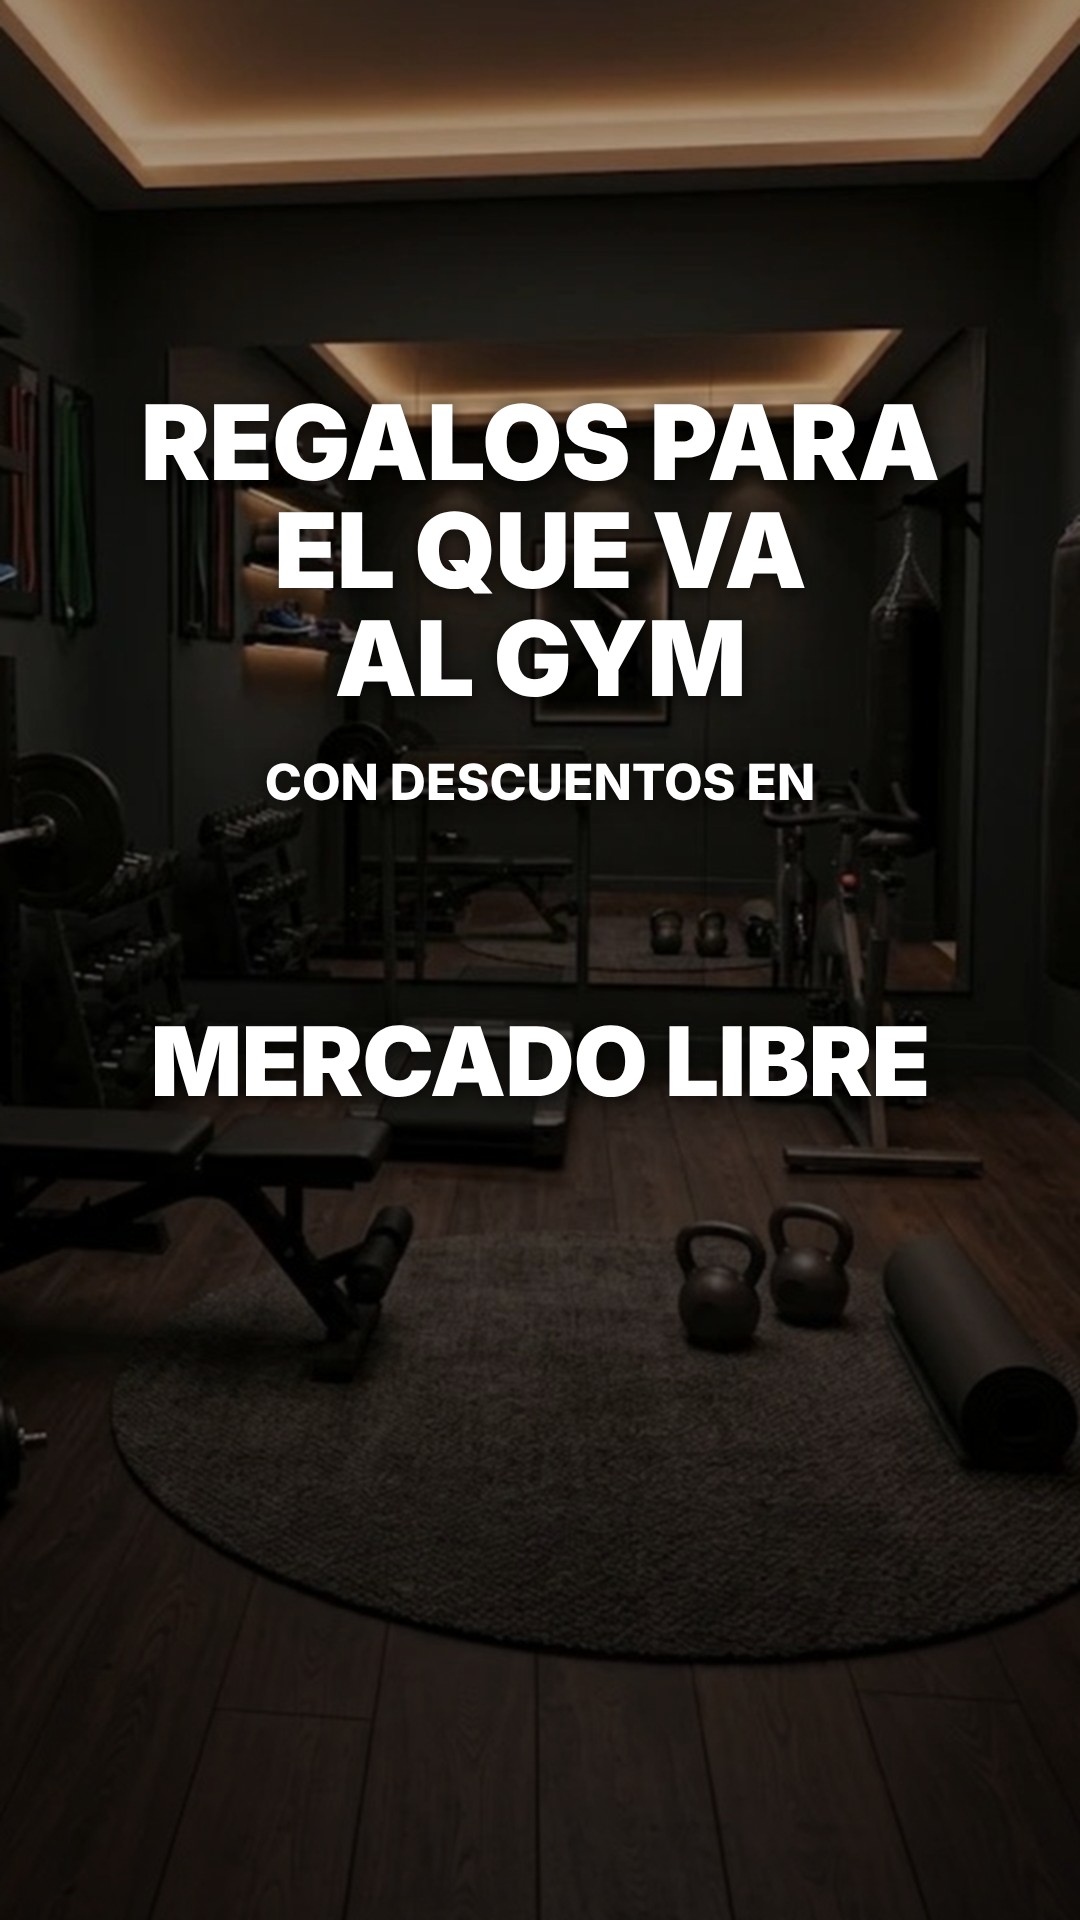 REGALOS PARA
EL QUE VA
AL GYM
CON DESCUENTOS EN
MERCADO LIBRE